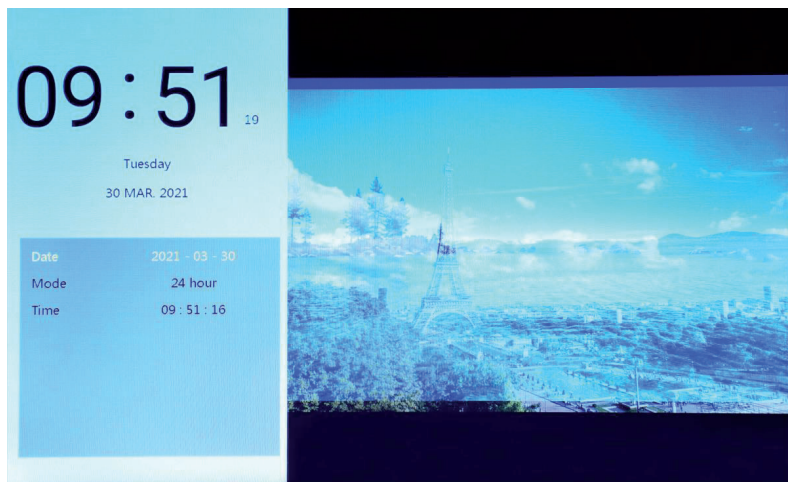 09 : 51 19
Tuesday
30 MAR. 2021
Date 2021 - 03 - 30
Mode 24 hour
Time 09 : 51 : 16